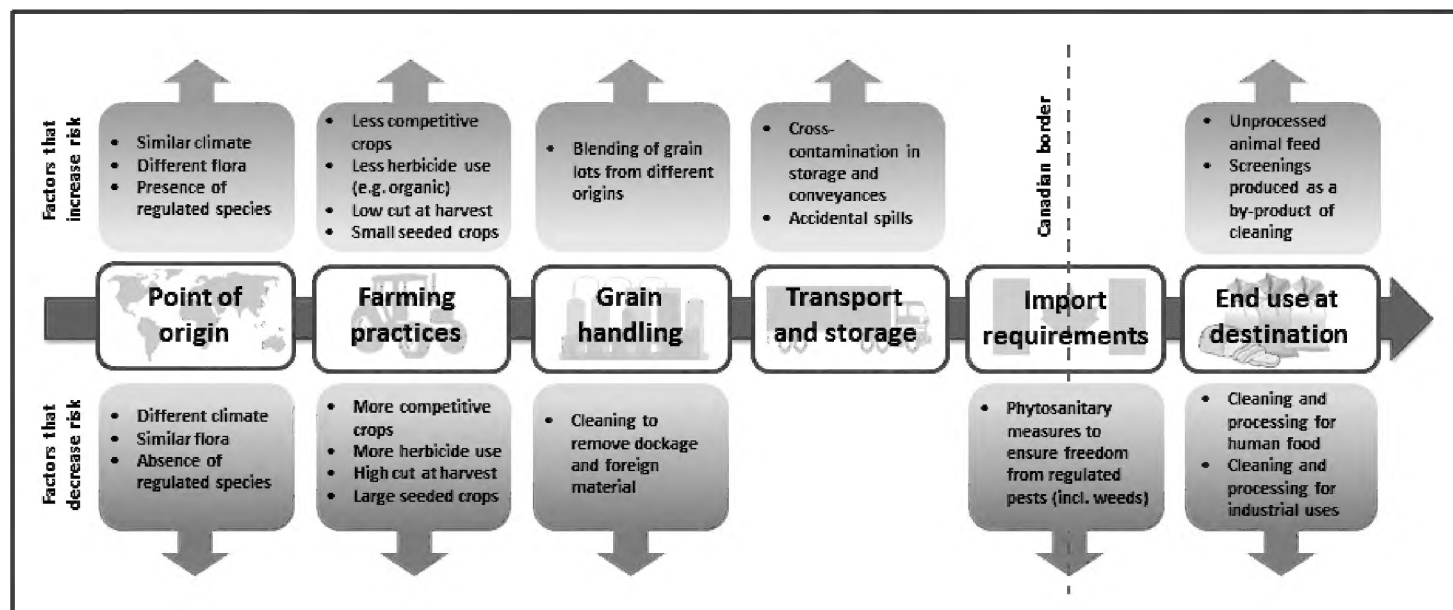 Factors that
increase risk
• Similar climate
• Different flora
• Presence of
regulated species
• Less competitive
crops
• Less herbicide use
(e.g. organic)
• Low cut at harvest
• Small seeded crops
• Blending of grain
lots from different
origins
• Cross-
contamination in
storage and
conveyances
• Accidental spills
Canadian border
• Unprocessed
animal feed
• Screenings
produced as a
by-product of
cleaning
Point of
origin
Farming
practices
Grain
handling
Transport
and storage
Import
requirements
End use at
destination
Factors that
decrease risk
• Different climate
• Similar flora
• Absence of
regulated species
• More competitive
crops
• More herbicide use
• High cut at harvest
• Large seeded crops
• Cleaning to
remove dockage
and foreign
material
• Phytosanitary
measures to
ensure freedom
from regulated
pests (incl. weeds)
• Cleaning and
processing for
human food
• Cleaning and
processing for
industrial uses